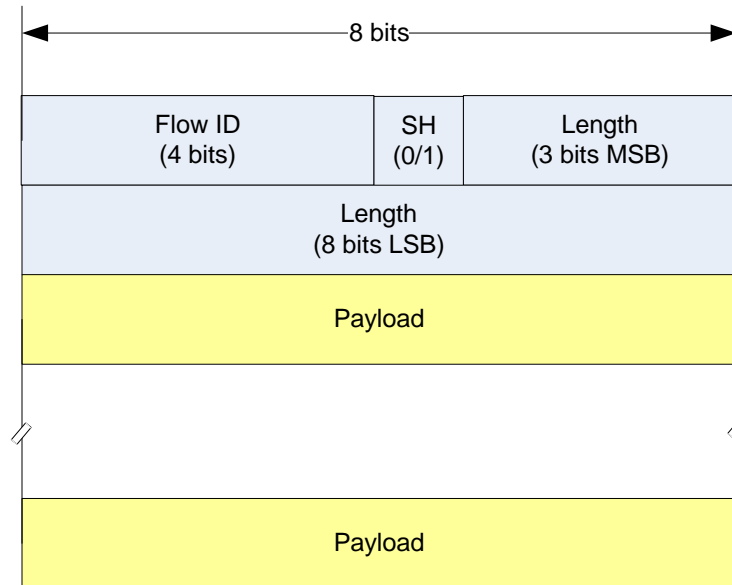 8 bits
Flow ID
(4 bits)
SH
(0/1)
Length
(3 bits MSB)
Length
(8 bits LSB)
Payload
Payload